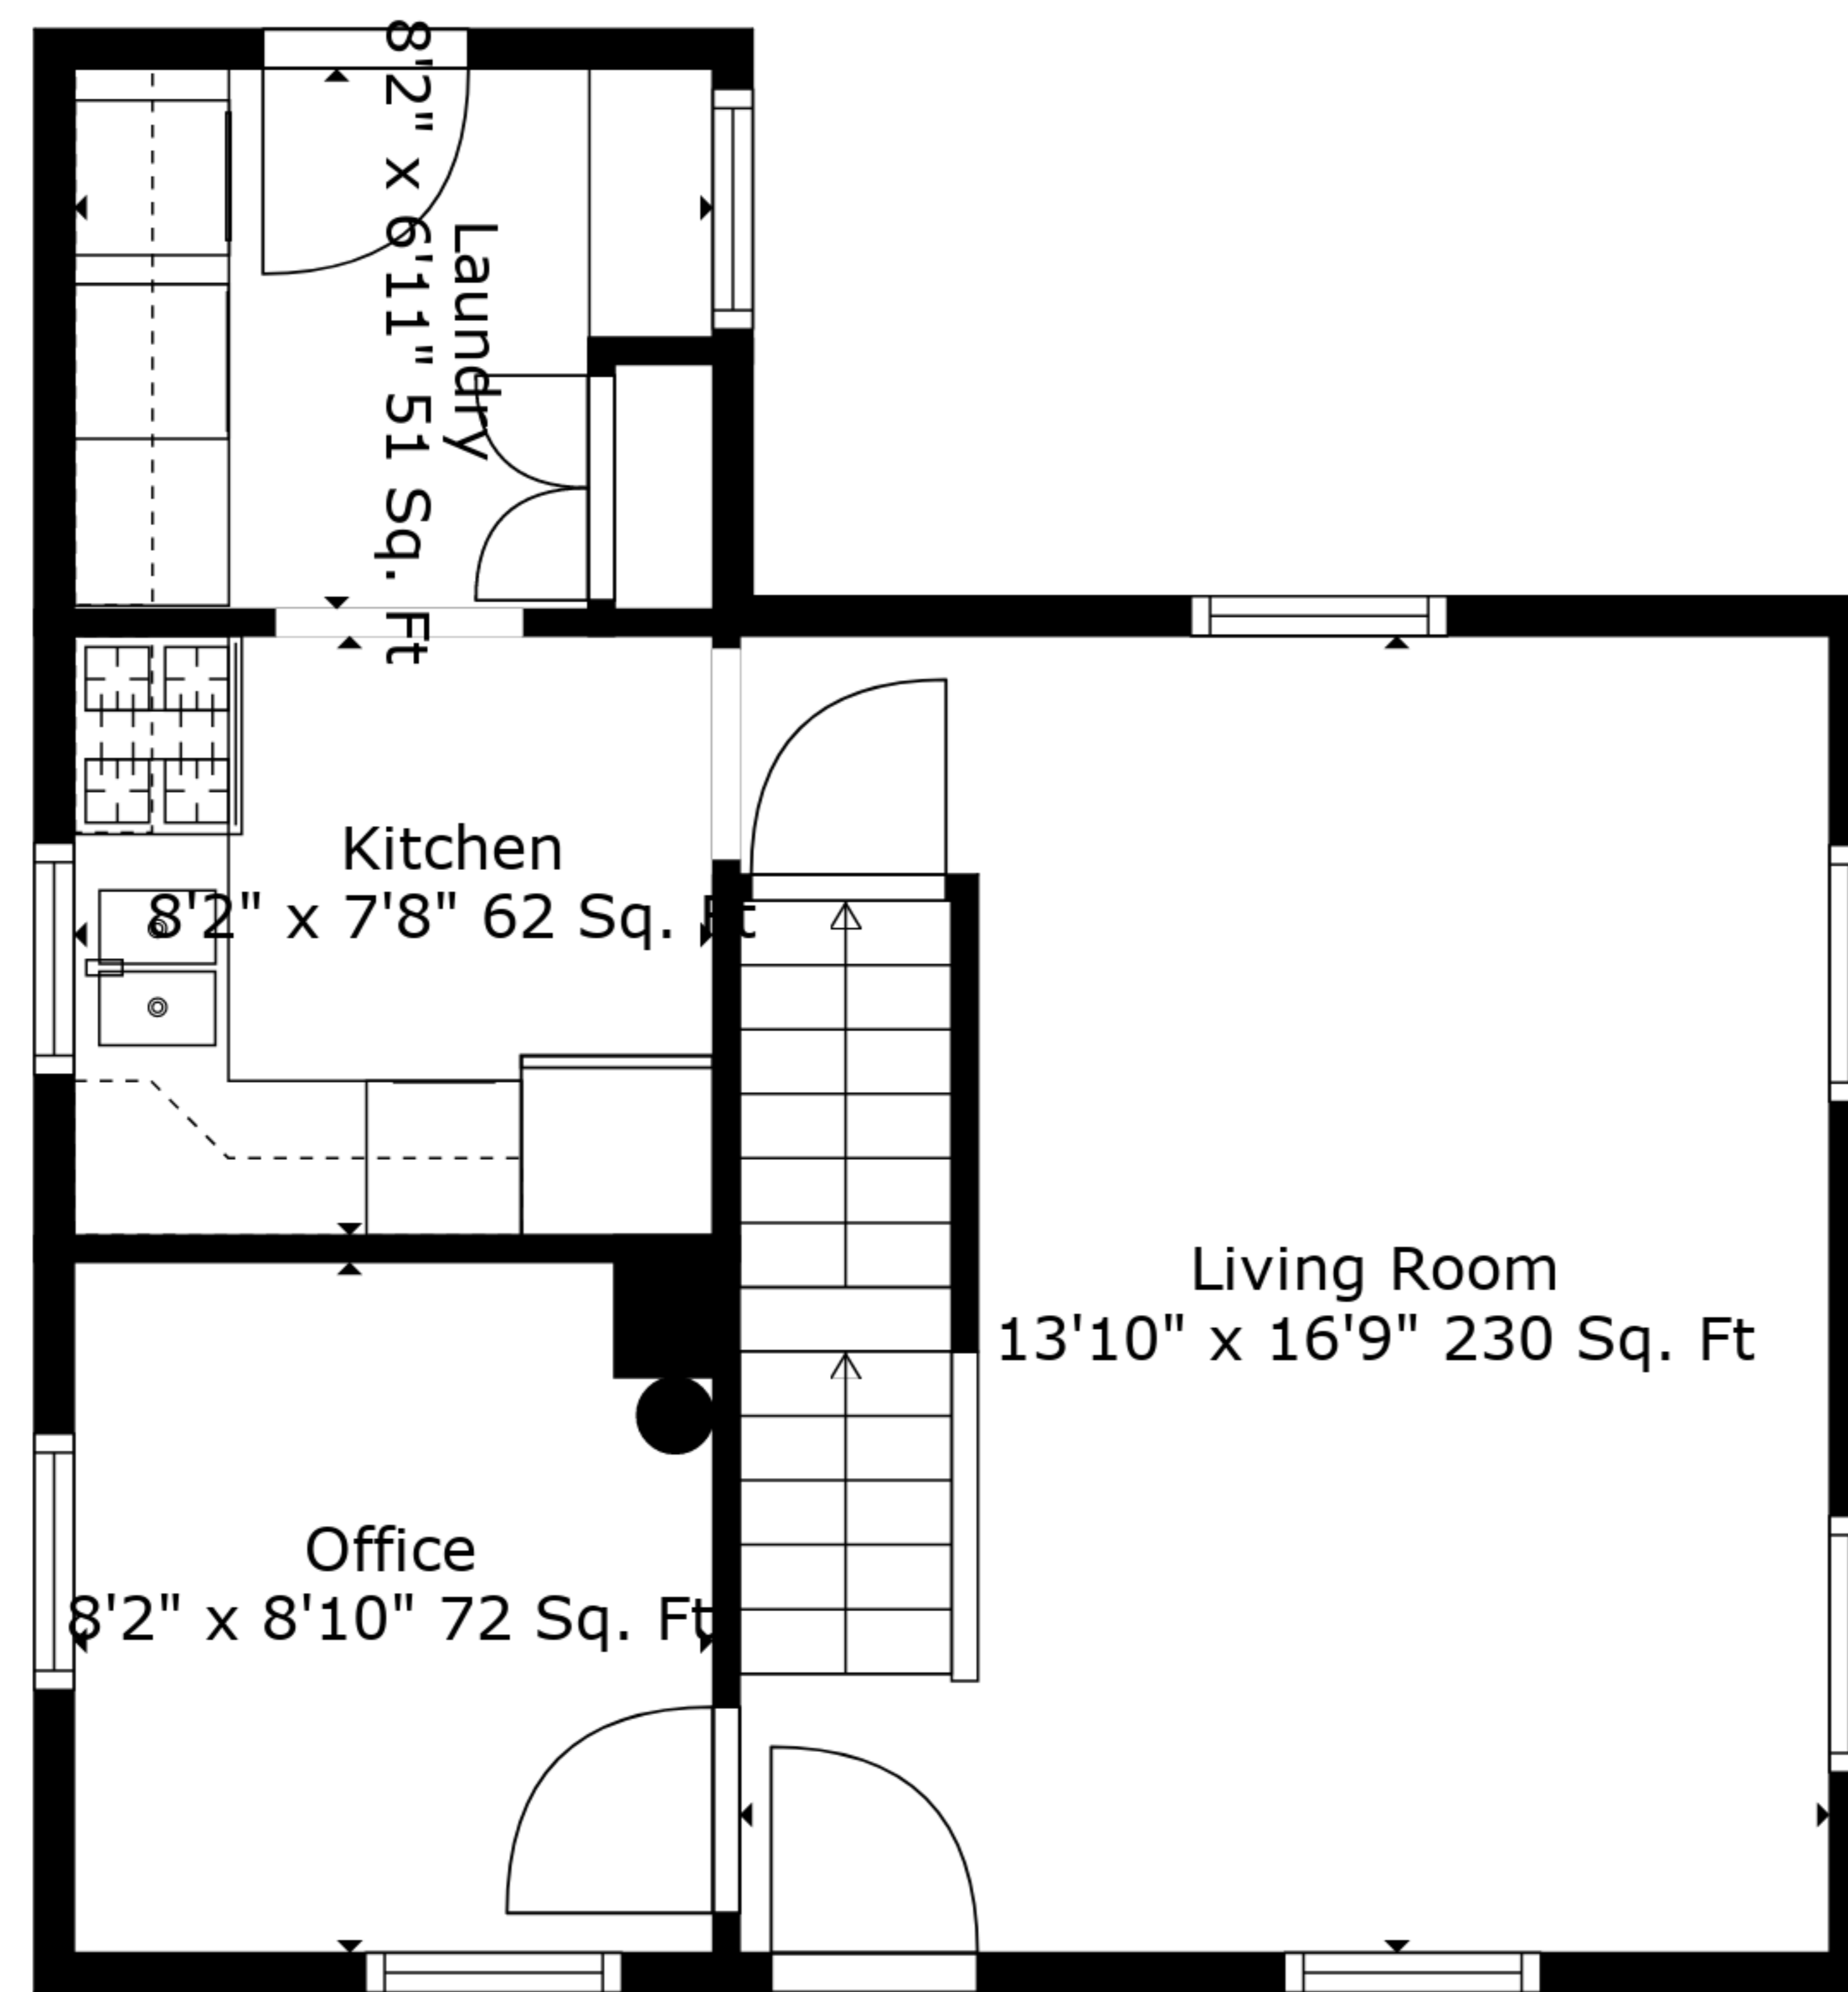 Laundry
8'2" x 6'11" 51 Sq. Ft
Kitchen
8'2" x 7'8" 62 Sq. Ft
Living Room
13'10" x 16'9" 230 Sq. Ft
Office
8'2" x 8'10" 72 Sq. Ft